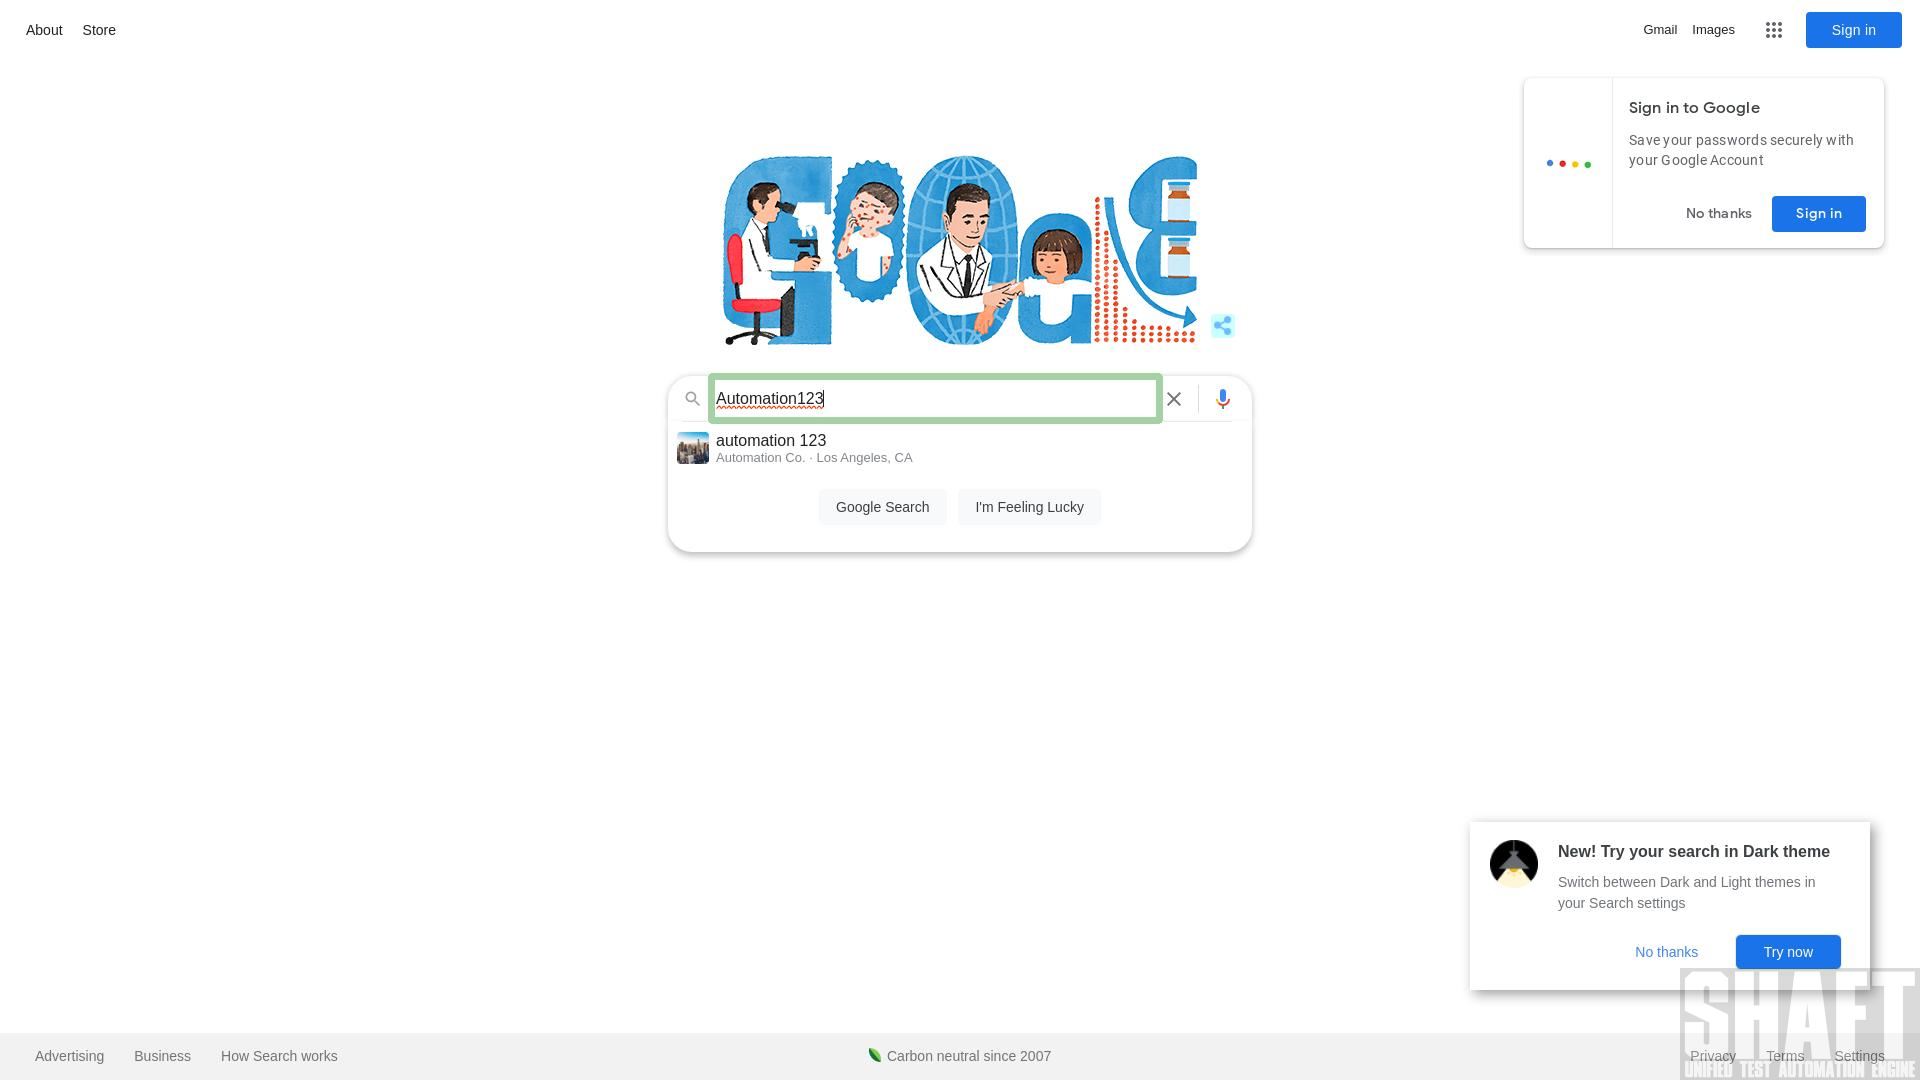 About Store
Gmail Images Sign in
Sign in to Google
Save your passwords securely with
your Google Account
No thanks Sign in
Automation123
automation 123
Automation Co. · Los Angeles, CA
Google Search I'm Feeling Lucky
New! Try your search in Dark theme
Switch between Dark and Light themes in
your Search settings
No thanks Try now
SHAFT
UNIFIED TEST AUTOMATION ENGINE
Advertising Business How Search works
Carbon neutral since 2007
Privacy Terms Settings